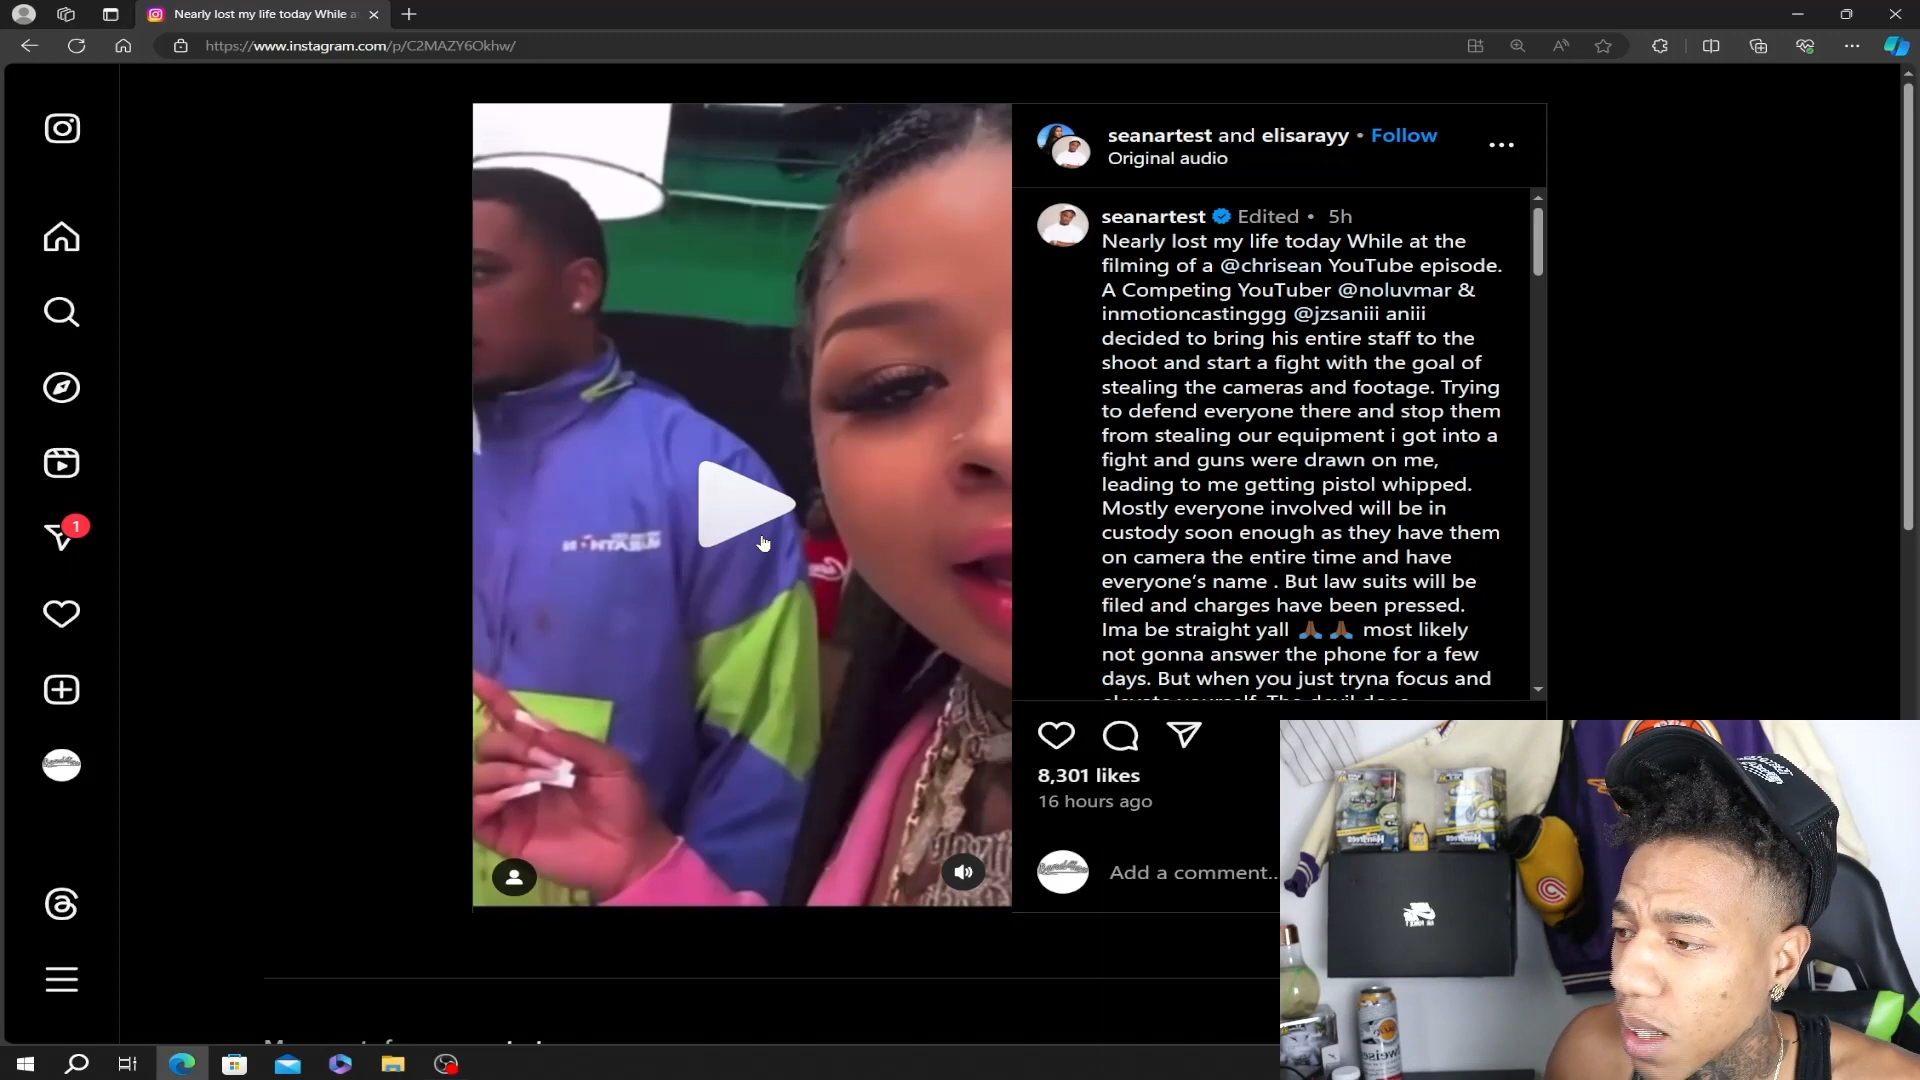 Nearly lost my life today While a
https://www.instagram.com/p/C2MAZY6Okhw/
seanartest and elisarayy • Follow
Original audio
seanartest Edited • 5h
Nearly lost my life today While at the
filming of a @chrisean YouTube episode.
A Competing YouTuber @noluvmar &
inmotioncastinggg @jzsaniii aniii
decided to bring his entire staff to the
shoot and start a fight with the goal of
stealing the cameras and footage. Trying
to defend everyone there and stop them
from stealing our equipment i got into a
fight and guns were drawn on me,
leading to me getting pistol whipped.
Mostly everyone involved will be in
custody soon enough as they have them
on camera the entire time and have
everyone's name . But law suits will be
filed and charges have been pressed.
Ima be straight yall 🙏🏾 🙏🏾 most likely
not gonna answer the phone for a few
days. But when you just tryna focus and
1
8,301 likes
16 hours ago
Add a comment...